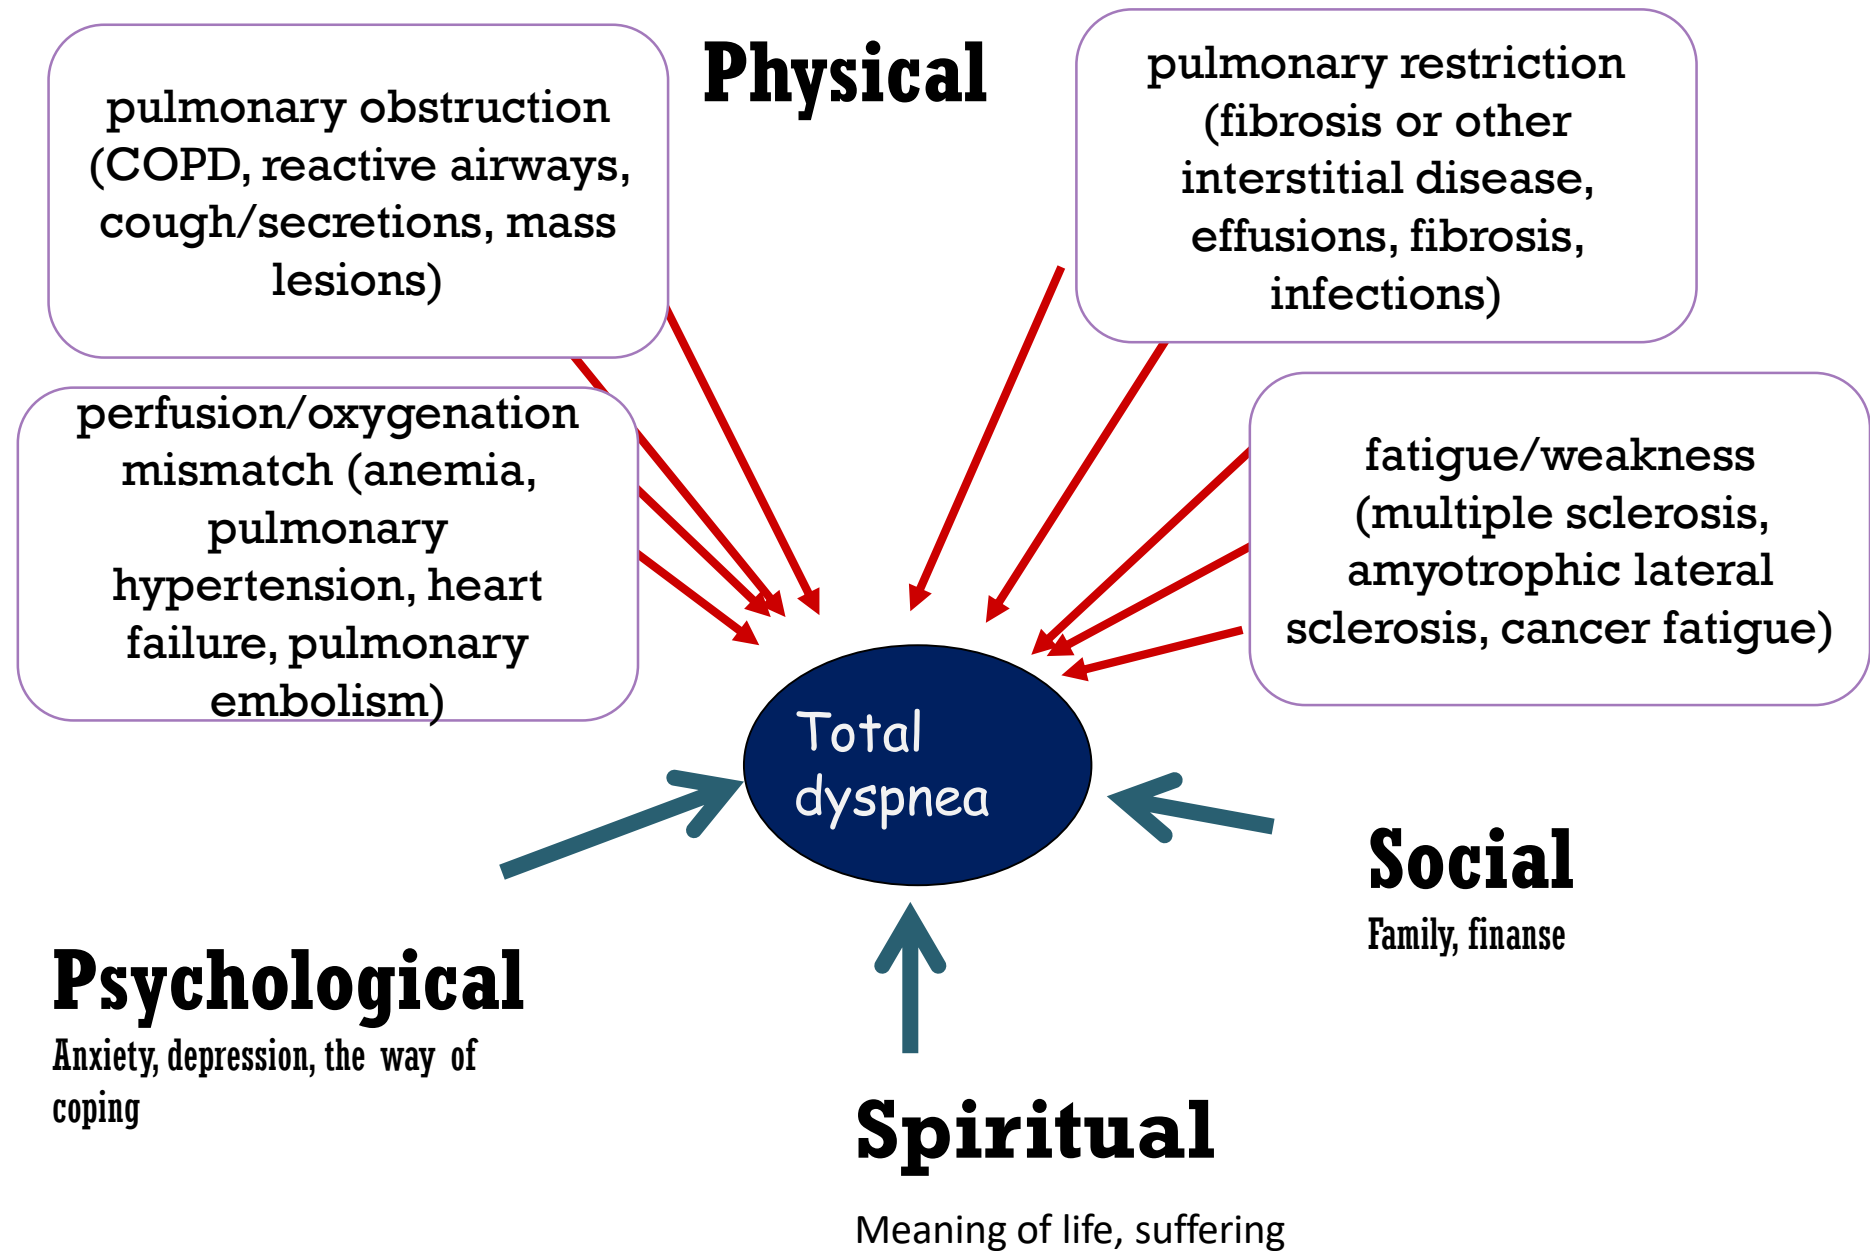 Physical
pulmonary obstruction
(COPD, reactive airways,
cough/secretions, mass
lesions)
pulmonary restriction
(fibrosis or other
interstitial disease,
effusions, fibrosis,
infections)
perfusion/oxygenation
mismatch (anemia,
pulmonary
hypertension, heart
failure, pulmonary
embolism)
fatigue/weakness
(multiple sclerosis,
amyotrophic lateral
sclerosis, cancer fatigue)
Total
dyspnea
Social
Family, finanse
Psychological
Anxiety, depression, the way of
coping
Spiritual
Meaning of life, suffering